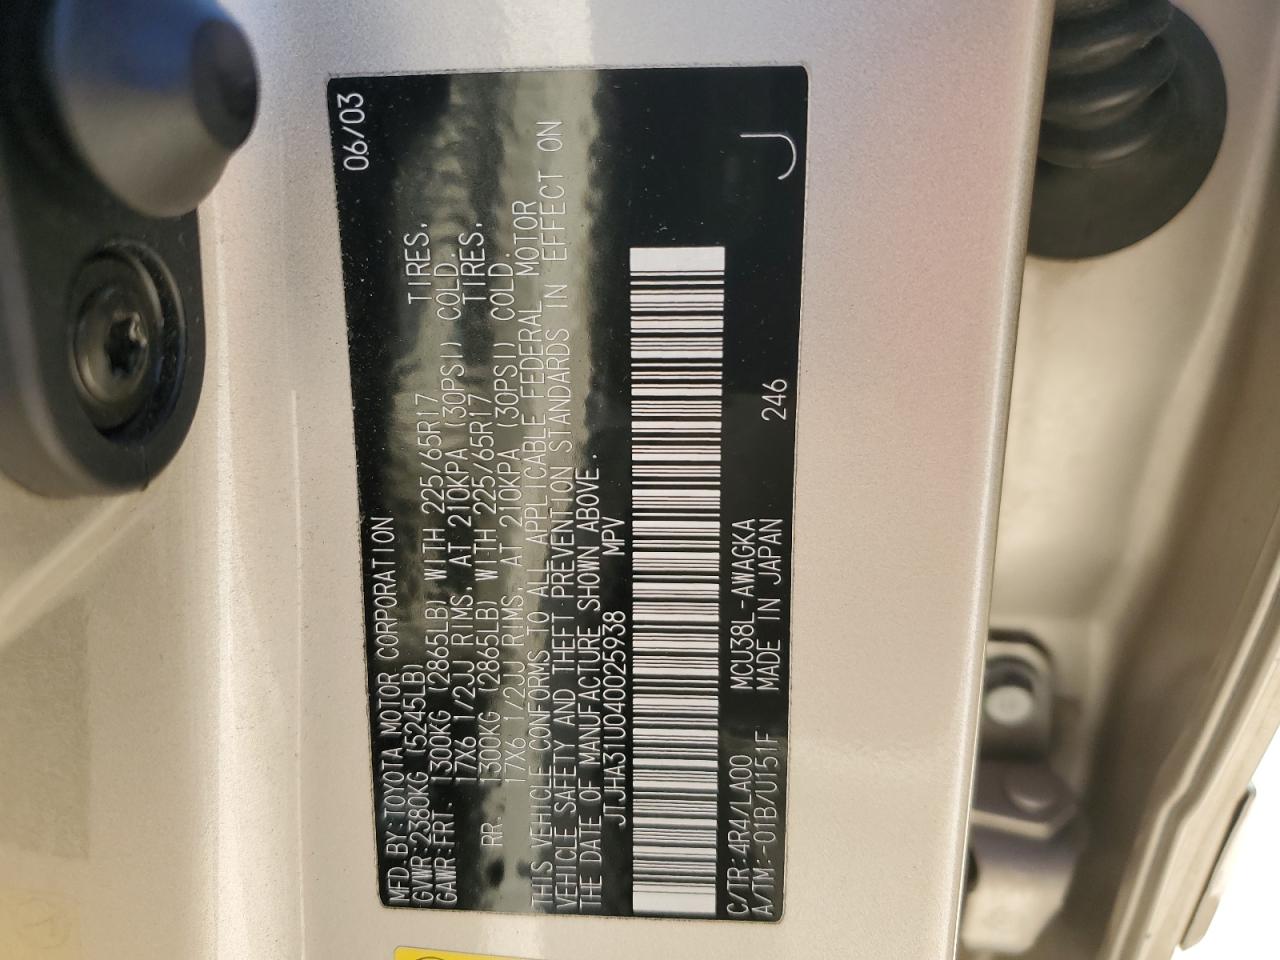 MFD. BY: TOYOTA MOTOR CORPORATION 06/03
GVWR: 2380KG (5245LB)
GAWR: FRT. 1300KG (2865LB) WITH 225/65R17 TIRES,
17X6 1/2JJ RIMS, AT 210KPA (30PSI) COLD.
RR. 1300KG (2865LB) WITH 225/65R17 TIRES,
17X6 1/2JJ RIMS, AT 210KPA (30PSI) COLD.
THIS VEHICLE CONFORMS TO ALL APPLICABLE FEDERAL MOTOR
VEHICLE SAFETY AND THEFT PREVENTION STANDARDS IN EFFECT ON
THE DATE OF MANUFACTURE SHOWN ABOVE.
JTJHA31U040025938 MPV
C/TR: 4R4/LA00 MCU38L-AWAGKA
A/TM: -01B/U151F MADE IN JAPAN 246 J